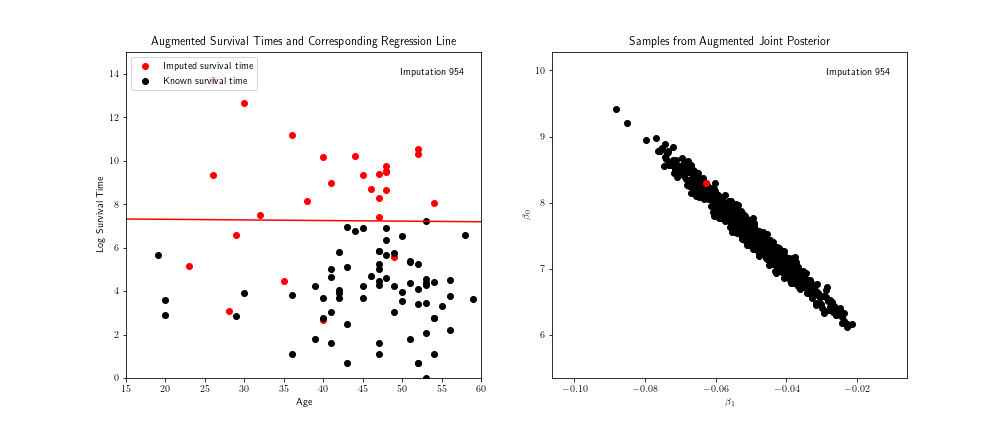 Augmented Survival Times and Corresponding Regression Line
Imputed survival time
Known survival time
Imputation 954
14
12
10
8
6
4
2
0
Log Survival Time
15 20 25 30 35 40 45 50 55 60
Age
Samples from Augmented Joint Posterior
Imputation 954
10
9
8
7
6
β₀
−0.10 −0.08 −0.06 −0.04 −0.02
β₁